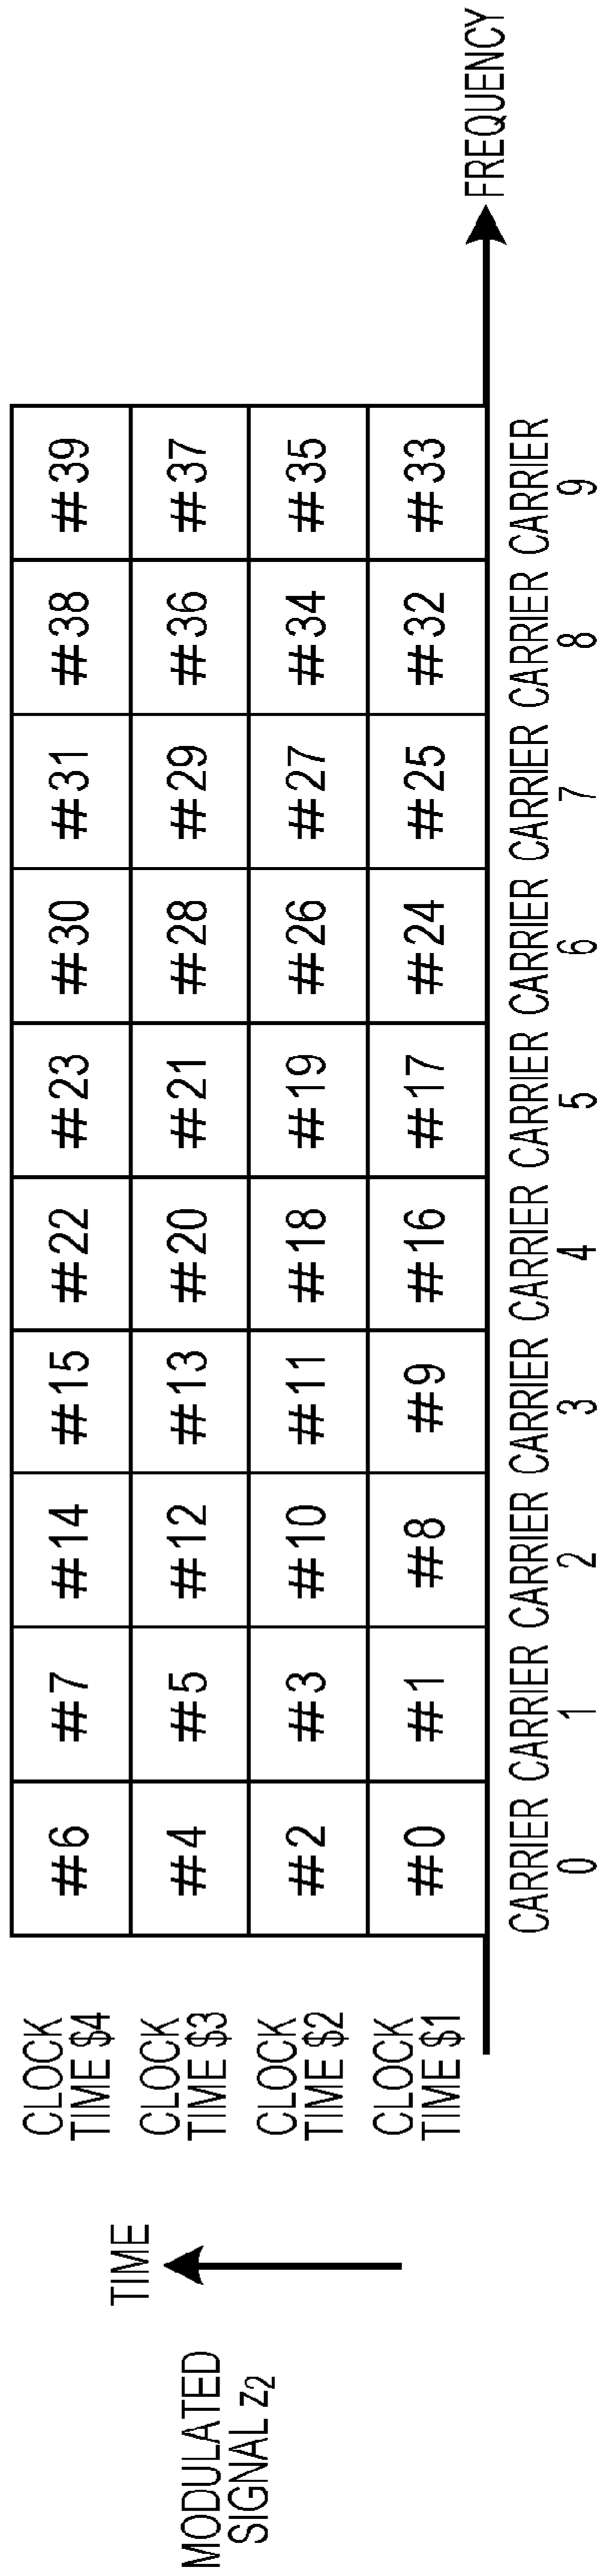 MODULATED
SIGNAL z2
TIME
CLOCK
TIME $4
#6 #7 #14 #15 #22 #23 #30 #31 #38 #39
CLOCK
TIME $3
#4 #5 #12 #13 #20 #21 #28 #29 #36 #37
CLOCK
TIME $2
#2 #3 #10 #11 #18 #19 #26 #27 #34 #35
CLOCK
TIME $1
#0 #1 #8 #9 #16 #17 #24 #25 #32 #33
FREQUENCY
CARRIER CARRIER CARRIER CARRIER CARRIER CARRIER CARRIER CARRIER CARRIER CARRIER
0 1 2 3 4 5 6 7 8 9